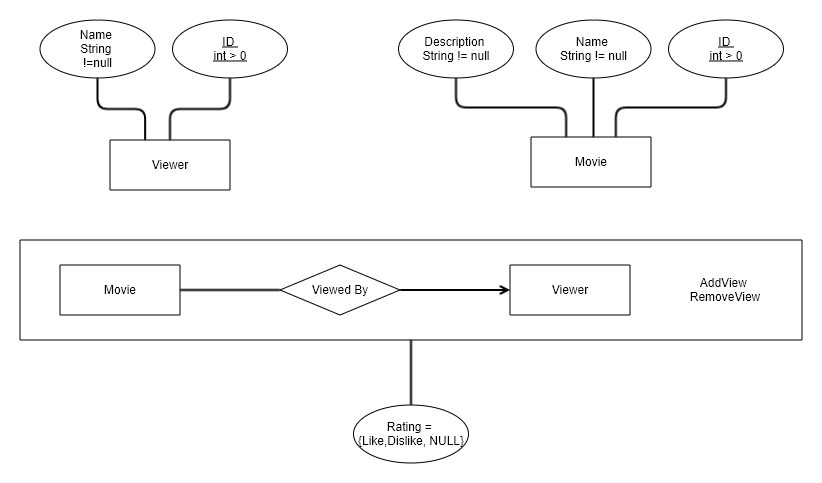 Name
String
!=null
ID
int > 0
Description
String != null
Name
String != null
ID
int > 0
Viewer
Movie
Movie
Viewed By
Viewer
AddView
RemoveView
Rating =
{Like,Dislike, NULL}